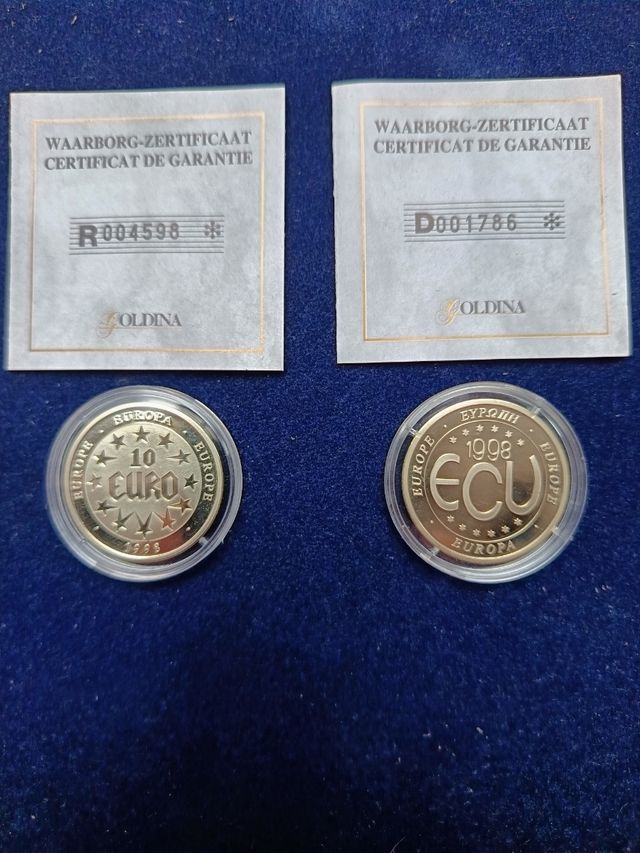 WAARBORG-ZERTIFICAAT
CERTIFICAT DE GARANTIE
R004598 *
GOLDINA
WAARBORG-ZERTIFICAAT
CERTIFICAT DE GARANTIE
D001786 *
GOLDINA
EUROPE · EUROPA · EUROPE
10
EURO
· 1998 ·
EUROPE · ΕΥΡΩΠΗ · EUROPE
1998
ECU
· EUROPA ·